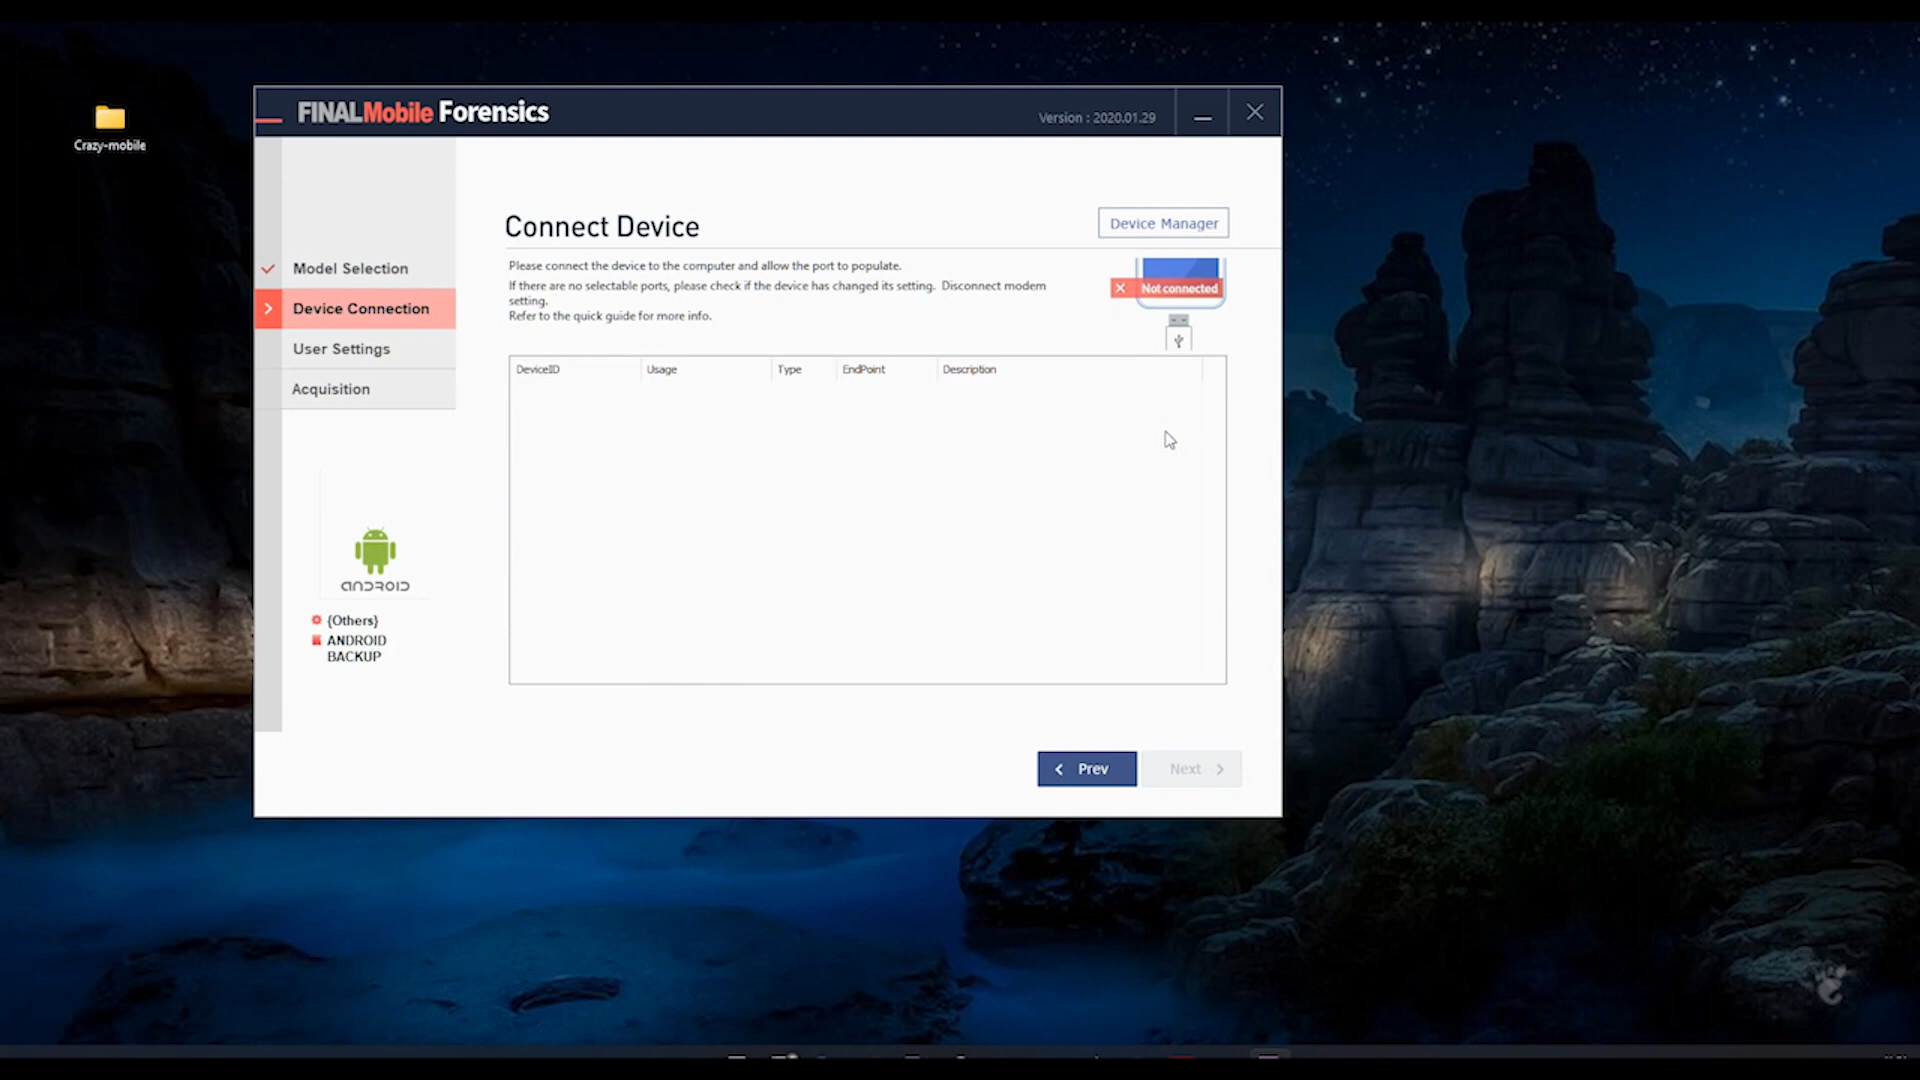 Crazy-mobile
FINALMobile Forensics
Version : 2020.01.29
Model Selection
Device Connection
User Settings
Acquisition
ANDROID
{Others}
ANDROID
BACKUP
Connect Device
Device Manager
Please connect the device to the computer and allow the port to populate.
If there are no selectable ports, please check if the device has changed its setting. Disconnect modem
setting.
Refer to the quick guide for more info.
Not connected
DeviceID Usage Type EndPoint Description
Prev
Next